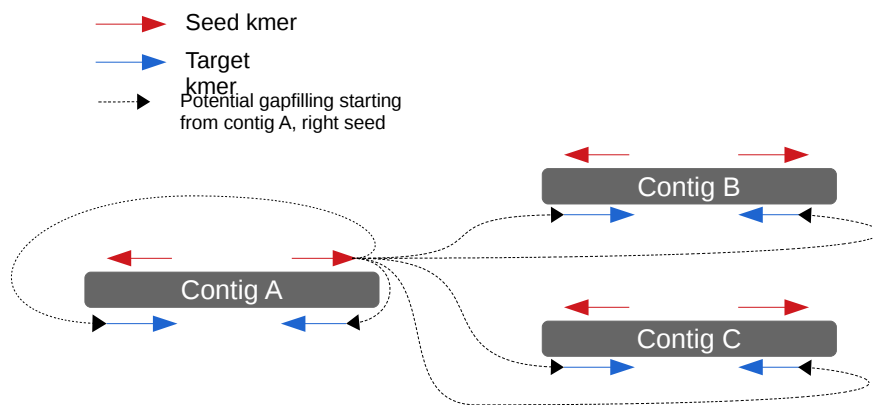 Seed kmer
Target
kmer
Potential gapfilling starting
from contig A, right seed
Contig B
Contig A
Contig C